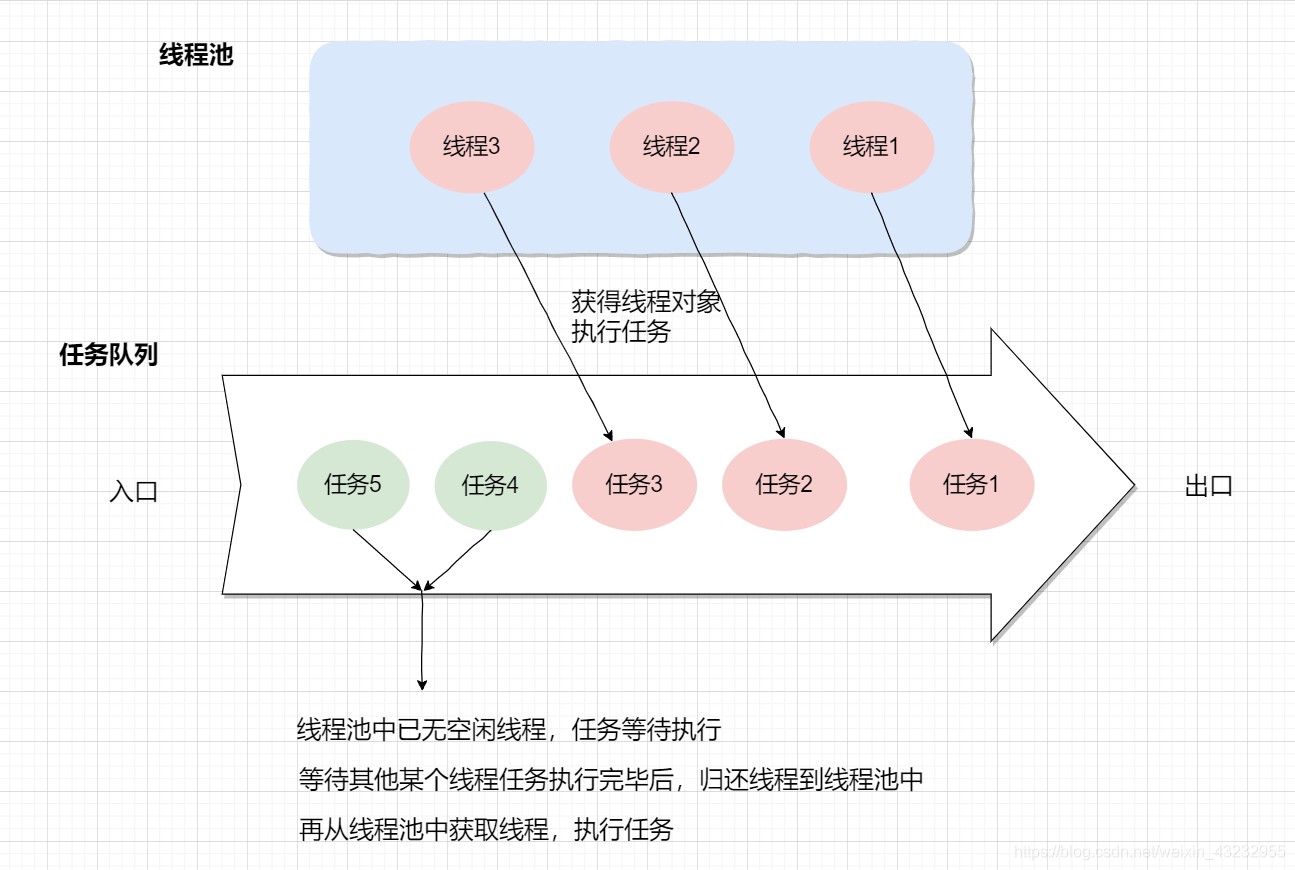 线程池
线程3
线程2
线程1
获得线程对象
执行任务
任务队列
入口
任务5
任务4
任务3
任务2
任务1
出口
线程池中已无空闲线程，任务等待执行
等待其他某个线程任务执行完毕后，归还线程到线程池中
再从线程池中获取线程，执行任务
https://blog.csdn.net/weixin_43232955